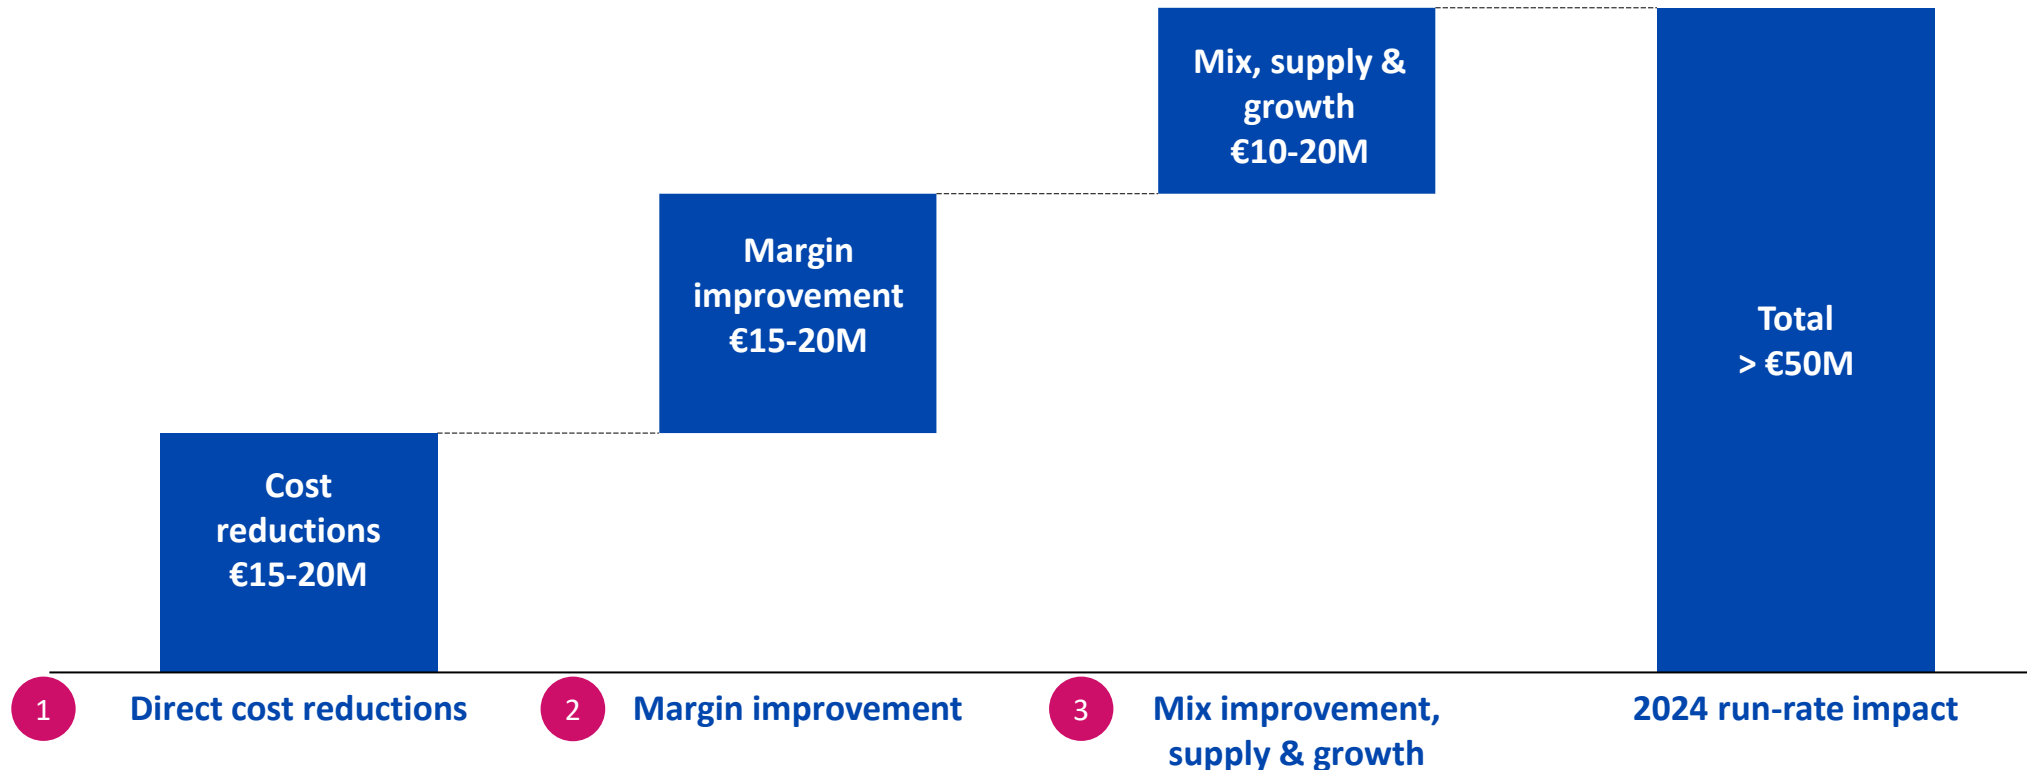 Mix, supply &
growth
€10-20M
Margin
improvement
€15-20M
Total
> €50M
Cost
reductions
€15-20M
1
Direct cost reductions
2
Margin improvement
3
Mix improvement,
supply & growth
2024 run-rate impact